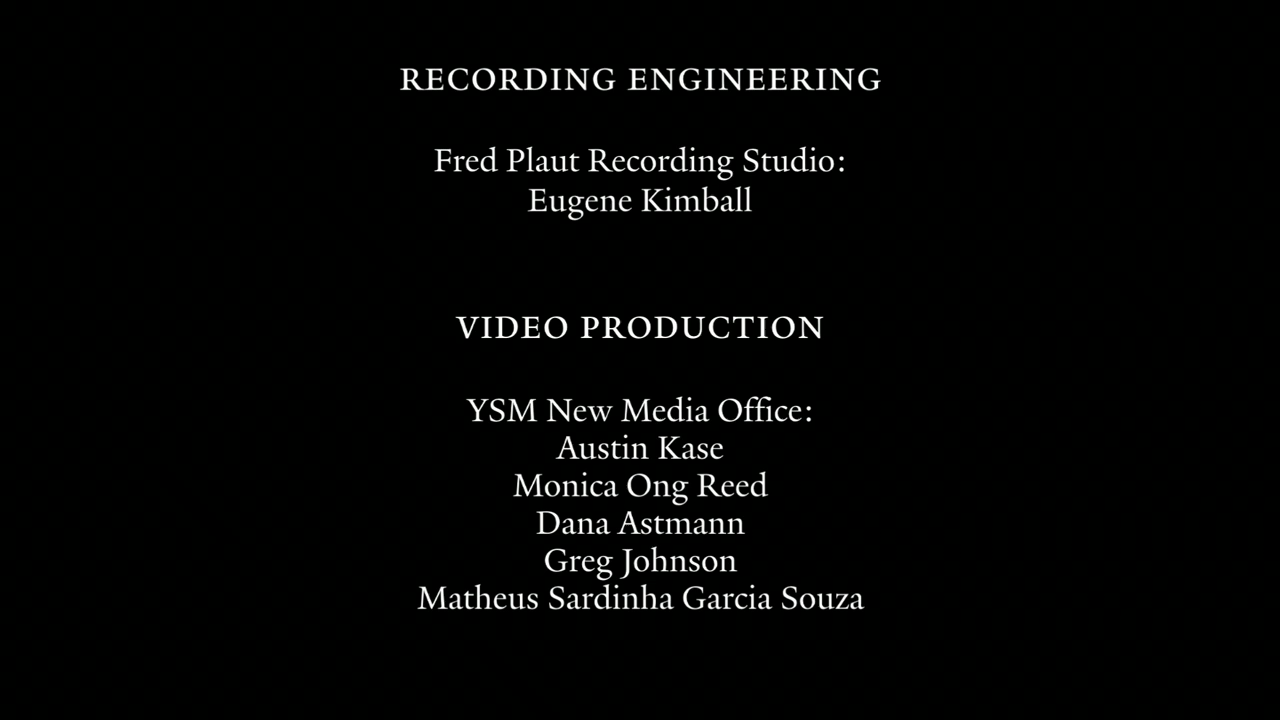 RECORDING ENGINEERING
Fred Plaut Recording Studio:
Eugene Kimball
VIDEO PRODUCTION
YSM New Media Office:
Austin Kase
Monica Ong Reed
Dana Astmann
Greg Johnson
Matheus Sardinha Garcia Souza